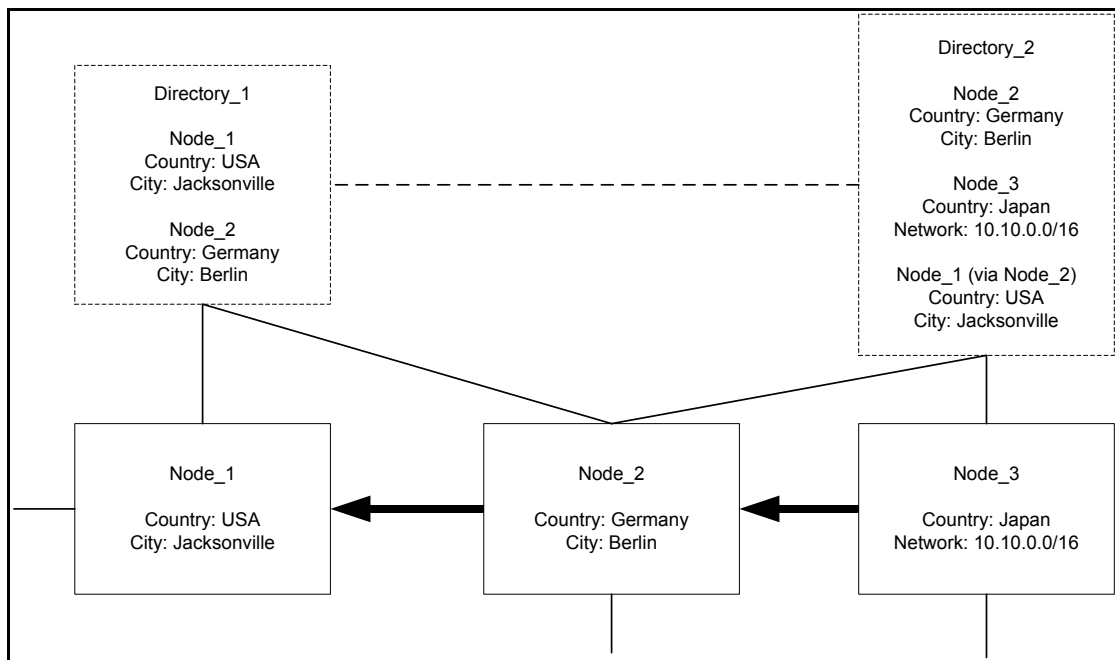 Directory_1
Node_1
Country: USA
City: Jacksonville
Node_2
Country: Germany
City: Berlin
Directory_2
Node_2
Country: Germany
City: Berlin
Node_3
Country: Japan
Network: 10.10.0.0/16
Node_1 (via Node_2)
Country: USA
City: Jacksonville
Node_1
Country: USA
City: Jacksonville
Node_2
Country: Germany
City: Berlin
Node_3
Country: Japan
Network: 10.10.0.0/16